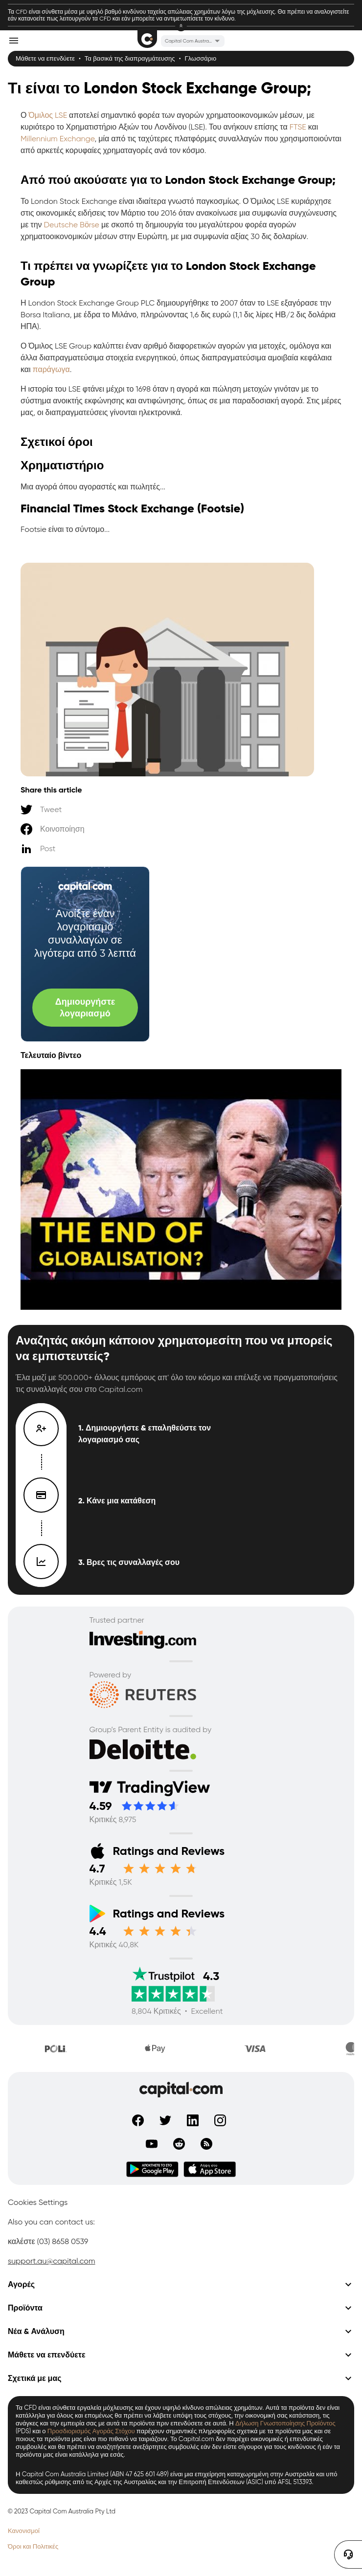 Τα CFD είναι σύνθετα μέσα με υψηλό βαθμό κινδύνου ταχείας απώλειας χρημάτων λόγω της μόχλευσης. Θα πρέπει να αναλογιστείτε
εάν κατανοείτε πως λειτουργούν τα CFD και εάν μπορείτε να αντιμετωπίσετε τον κίνδυνο.
Capital Com Austra...
Μάθετε να επενδύετε • Τα βασικά της διαπραγμάτευσης • Γλωσσάριο
Τι είναι το London Stock Exchange Group;
Ο Όμιλος LSE αποτελεί σημαντικό φορέα των αγορών χρηματοοικονομικών μέσων, με
κυριότερο το Χρηματιστήριο Αξιών του Λονδίνου (LSE). Του ανήκουν επίσης τα FTSE και
Millennium Exchange, μία από τις ταχύτερες πλατφόρμες συναλλαγών που χρησιμοποιούνται
από αρκετές κορυφαίες χρηματαγορές ανά τον κόσμο.
Από πού ακούσατε για το London Stock Exchange Group;
Το London Stock Exchange είναι ιδιαίτερα γνωστό παγκοσμίως. Ο Όμιλος LSE κυριάρχησε
στις οικονομικές ειδήσεις τον Μάρτιο του 2016 όταν ανακοίνωσε μια συμφωνία συγχώνευσης
με την Deutsche Börse με σκοπό τη δημιουργία του μεγαλύτερου φορέα αγορών
χρηματοοικονομικών μέσων στην Ευρώπη, με μια συμφωνία αξίας 30 δις δολαρίων.
Τι πρέπει να γνωρίζετε για το London Stock Exchange
Group
Η London Stock Exchange Group PLC δημιουργήθηκε το 2007 όταν το LSE εξαγόρασε την
Borsa Italiana, με έδρα το Μιλάνο, πληρώνοντας 1,6 δις ευρώ (1,1 δις λίρες ΗΒ/2 δις δολάρια
ΗΠΑ).
Ο Όμιλος LSE Group καλύπτει έναν αριθμό διαφορετικών αγορών για μετοχές, ομόλογα και
άλλα διαπραγματεύσιμα στοιχεία ενεργητικού, όπως διαπραγματεύσιμα αμοιβαία κεφάλαια
και παράγωγα.
Η ιστορία του LSE φτάνει μέχρι το 1698 όταν η αγορά και πώληση μετοχών γινόταν με το
σύστημα ανοικτής εκφώνησης και αντιφώνησης, όπως σε μια παραδοσιακή αγορά. Στις μέρες
μας, οι διαπραγματεύσεις γίνονται ηλεκτρονικά.
Σχετικοί όροι
Χρηματιστήριο
Μια αγορά όπου αγοραστές και πωλητές...
Financial Times Stock Exchange (Footsie)
Footsie είναι το σύντομο...
Share this article
Tweet
Κοινοποίηση
Post
capital.com
Ανοίξτε έναν
λογαριασμό
συναλλαγών σε
λιγότερο από 3 λεπτά
Δημιουργήστε
λογαριασμό
Τελευταίο βίντεο
THE END OF
GLOBALISATION?
Αναζητάς ακόμη κάποιον χρηματομεσίτη που να μπορείς
να εμπιστευτείς?
Έλα μαζί με 500.000+ άλλους εμπόρους απ' όλο τον κόσμο και επέλεξε να πραγματοποιήσεις
τις συναλλαγές σου στο Capital.com
1. Δημιουργήστε & επαληθεύστε τον
λογαριασμό σας
2. Κάνε μια κατάθεση
3. Βρες τις συναλλαγές σου
Trusted partner
Investing.com
Powered by
REUTERS
Group's Parent Entity is audited by
Deloitte.
TradingView
4.59
Κριτικές 8,975
Ratings and Reviews
4.7
Κριτικές 1,5K
Ratings and Reviews
4.4
Κριτικές 40,8K
Trustpilot 4.3
8,804 Κριτικές • Excellent
POLi
Apple Pay
VISA
capital.com
ΑΠΟΚΤΗΣΤΕ ΤΟ ΣΤΟ
Google Play
App Store
Cookies Settings
Also you can contact us:
καλέστε (03) 8658 0539
support.au@capital.com
Αγορές
Προϊόντα
Νέα & Ανάλυση
Μάθετε να επενδύετε
Σχετικά με μας
Τα CFD είναι σύνθετα εργαλεία μόχλευσης και έχουν υψηλό κίνδυνο απώλειας χρημάτων. Αυτά τα προϊόντα δεν είναι
κατάλληλα για όλους και επομένως θα πρέπει να λάβετε υπόψη τους στόχους, την οικονομική σας κατάσταση, τις
ανάγκες και την εμπειρία σας με αυτά τα προϊόντα πριν επενδύσετε σε αυτά. Η Δήλωση Γνωστοποίησης Προϊόντος
(PDS) και ο Προσδιορισμός Αγοράς Στόχου παρέχουν σημαντικές πληροφορίες σχετικά με τα προϊόντα μας και σε
ποιους τα προϊόντα μας είναι πιο πιθανό να ταιριάζουν. Το Capital.com δεν παρέχει οικονομικές ή επενδυτικές
συμβουλές και θα πρέπει να αναζητήσετε ανεξάρτητες συμβουλές εάν δεν είστε σίγουροι για τους κινδύνους ή εάν τα
προϊόντα μας είναι κατάλληλα για εσάς.
Η Capital Com Australia Limited (ABN 47 625 601 489) είναι μια επιχείρηση καταχωρημένη στην Αυστραλία και υπό
καθεστώς ρύθμισης από τις Αρχές της Αυστραλίας και την Επιτροπή Επενδύσεων (ASIC) υπό AFSL 513393.
© 2023 Capital Com Australia Pty Ltd
Κανονισμοί
Όροι και Πολιτικές